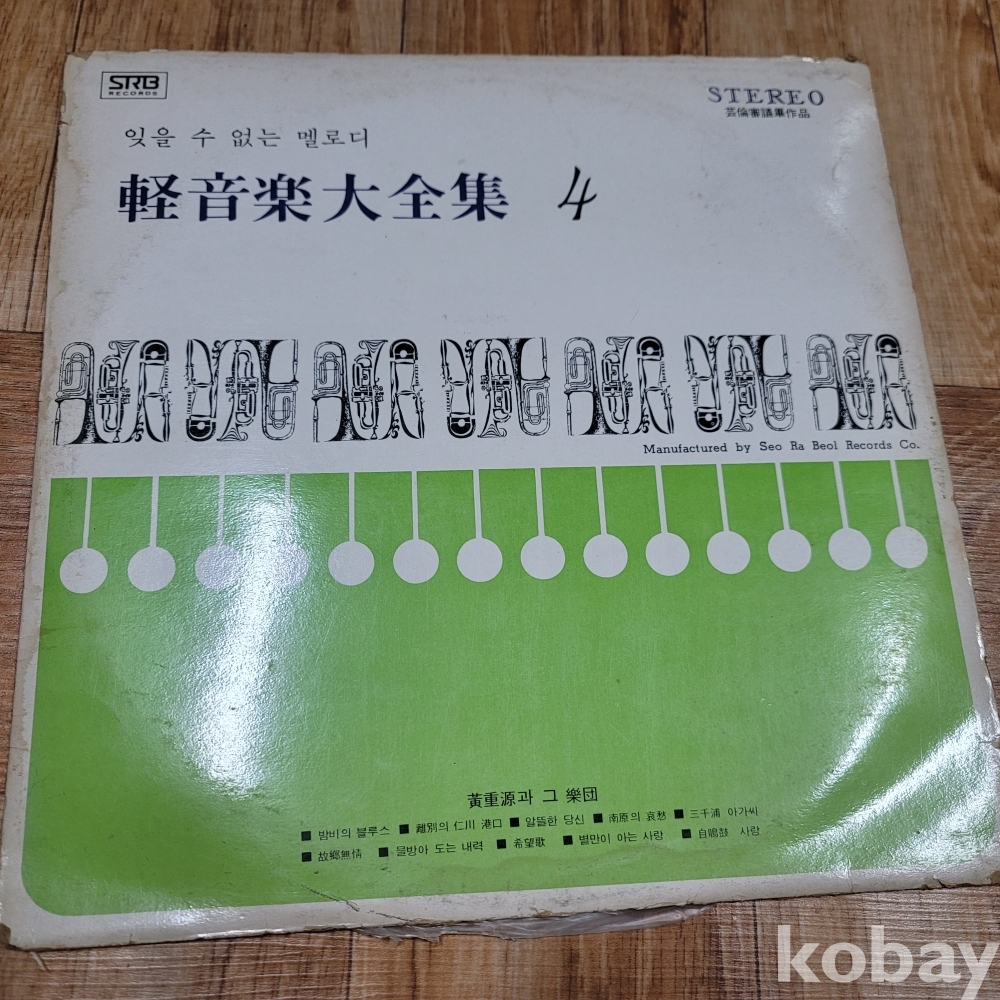 SRB
RECORDS
STEREO
芸倫審議畢作品
잊을 수 없는 멜로디
軽音楽大全集 4
Manufactured by Seo Ra Beol Records Co.
黃重源과 그 樂団
■ 밤비의 블루스 ■ 離別의 仁川 港口 ■ 알뜰한 당신 ■ 南原의 哀愁 ■ 三千浦 아가씨
■ 故鄕無情 ■ 물방아 도는 내력 ■ 希望歌 ■ 별만이 아는 사랑 ■ 自鳴鼓 사랑
kobay